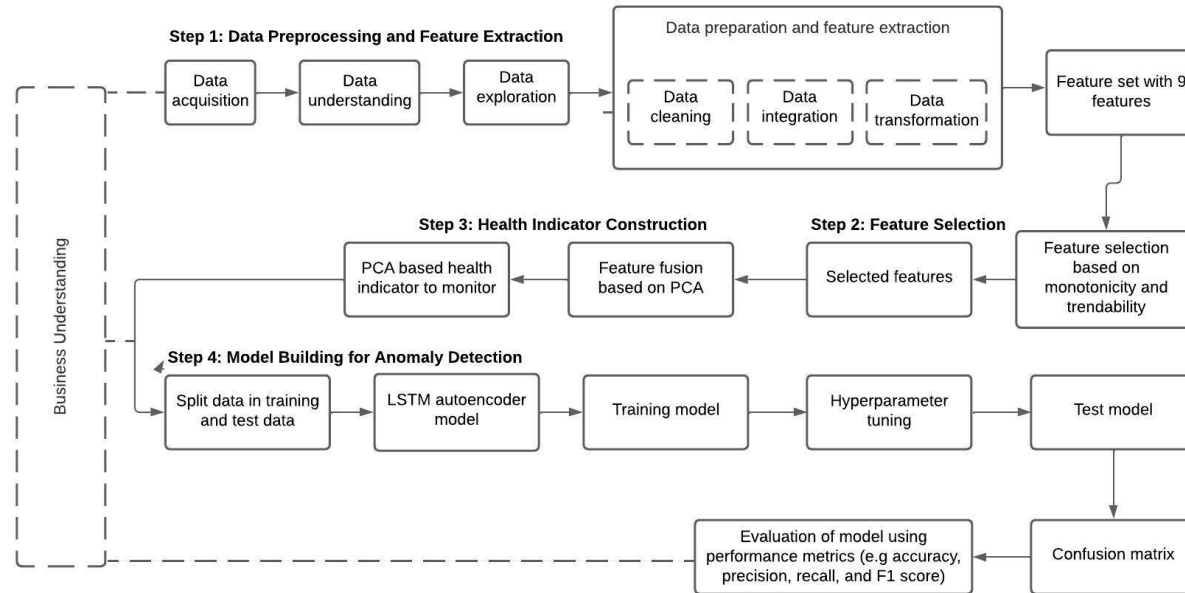 Step 1: Data Preprocessing and Feature Extraction
Data preparation and feature extraction
Data
acquisition
Data
understanding
Data
exploration
Data
cleaning
Data
integration
Data
transformation
Feature set with 9
features
Business Understanding
Step 3: Health Indicator Construction
Step 2: Feature Selection
PCA based health
indicator to monitor
Feature fusion
based on PCA
Selected features
Feature selection
based on
monotonicity and
trendability
Step 4: Model Building for Anomaly Detection
Split data in training
and test data
LSTM autoencoder
model
Training model
Hyperparameter
tuning
Test model
Evaluation of model using
performance metrics (e.g accuracy,
precision, recall, and F1 score)
Confusion matrix